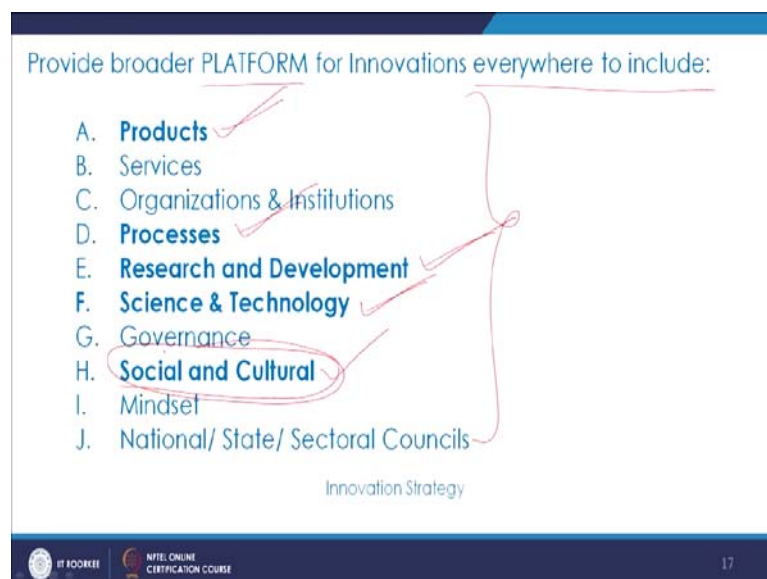 Provide broader PLATFORM for Innovations everywhere to include:
A. Products
B. Services
C. Organizations & Institutions
D. Processes
E. Research and Development
F. Science & Technology
G. Governance
H. Social and Cultural
I. Mindset
J. National/ State/ Sectoral Councils
Innovation Strategy
IIT ROORKEE
NPTEL ONLINE
CERTIFICATION COURSE
17